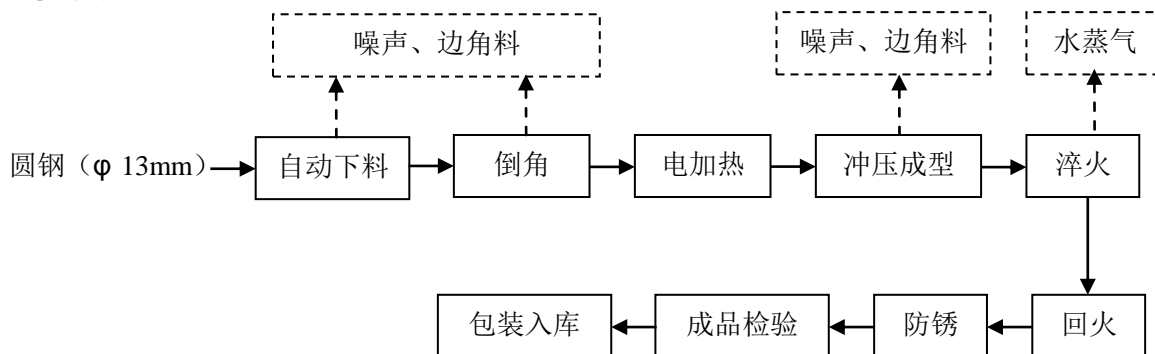 噪声、边角料
噪声、边角料
水蒸气
圆钢（φ 13mm）
自动下料
倒角
电加热
冲压成型
淬火
包装入库
成品检验
防锈
回火